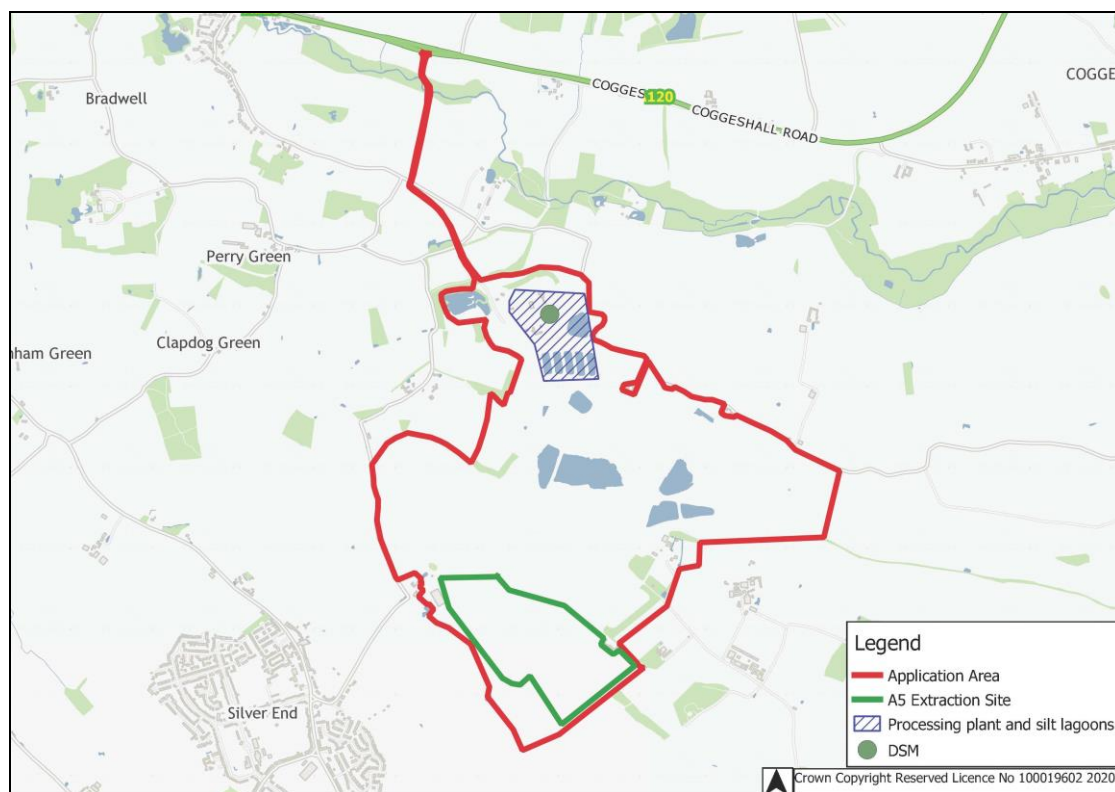 Bradwell
COGGES
120
COGGESHALL ROAD
COGGE
Perry Green
Clapdog Green
nham Green
Silver End
Legend
Application Area
A5 Extraction Site
Processing plant and silt lagoons
DSM
Crown Copyright Reserved Licence No 100019602 2020